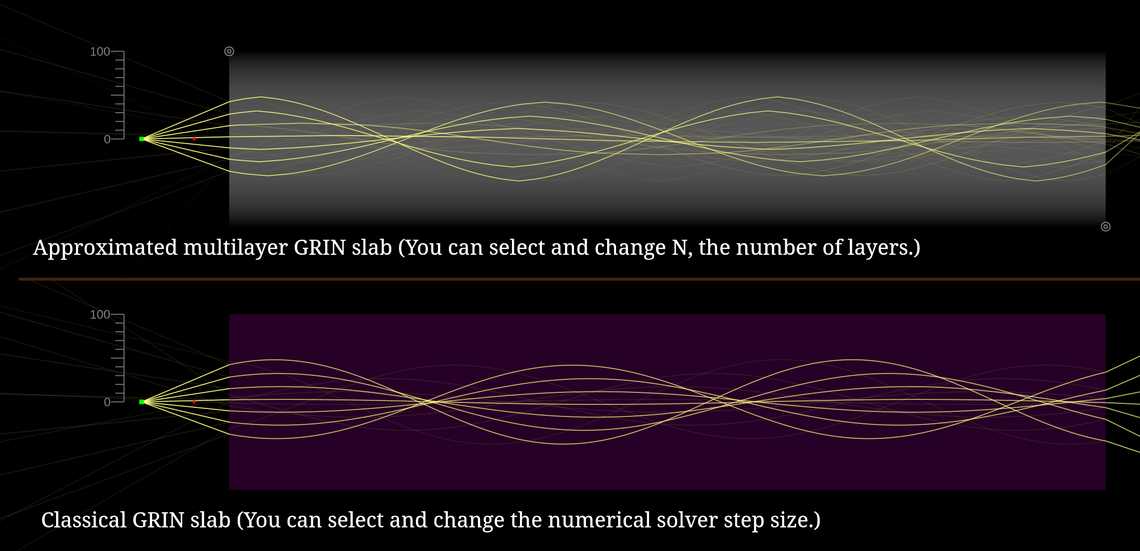 100
0
Approximated multilayer GRIN slab (You can select and change N, the number of layers.)
100
0
Classical GRIN slab (You can select and change the numerical solver step size.)